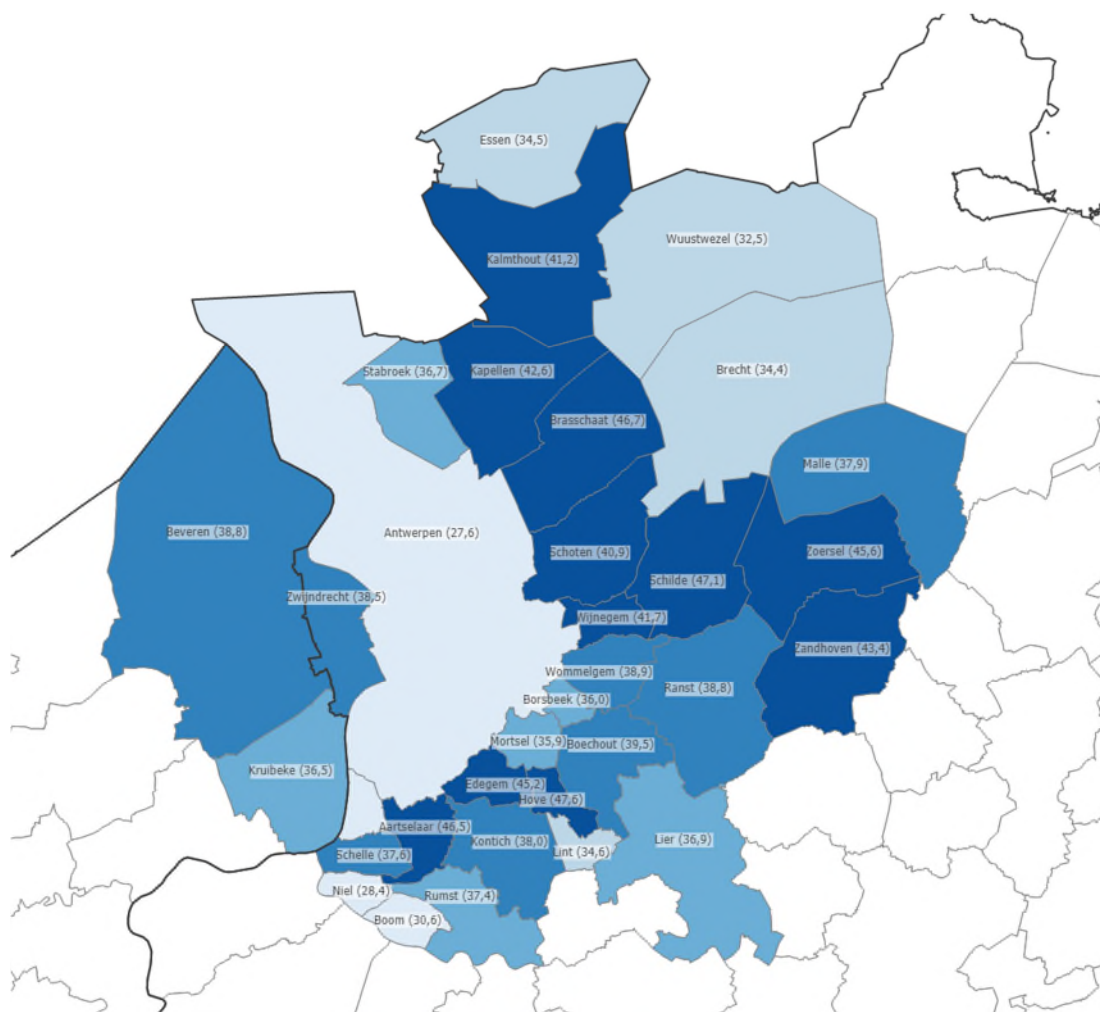 Essen (34,5)
Wuustwezel (32,5)
Kalmthout (41,2)
Stabroek (36,7)
Kapellen (42,6)
Brecht (34,4)
Brasschaat (46,7)
Malle (37,9)
Beveren (38,8)
Antwerpen (27,6)
Schoten (40,9)
Zoersel (45,6)
Schilde (47,1)
Zwijndrecht (38,5)
Wijnegem (41,7)
Zandhoven (43,4)
Wommelgem (38,9)
Ranst (38,8)
Borsbeek (36,0)
Mortsel (35,9)
Boechout (39,5)
Kruibeke (36,5)
Edegem (45,2)
Hove (47,6)
Aartselaar (46,5)
Kontich (38,0)
Lier (36,9)
Schelle (37,6)
Lint (34,6)
Niel (28,4)
Rumst (37,4)
Boom (30,6)